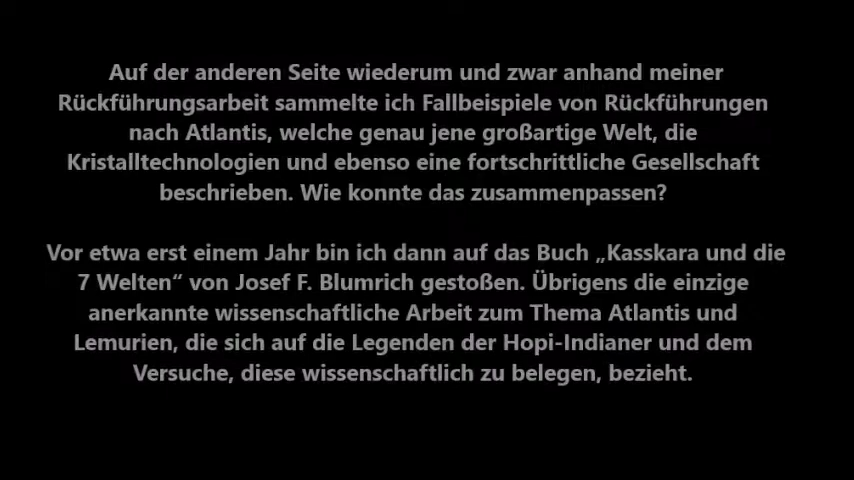 Auf der anderen Seite wiederum und zwar anhand meiner
Rückführungsarbeit sammelte ich Fallbeispiele von Rückführungen
nach Atlantis, welche genau jene großartige Welt, die
Kristalltechnologien und ebenso eine fortschrittliche Gesellschaft
beschrieben. Wie konnte das zusammenpassen?
Vor etwa erst einem Jahr bin ich dann auf das Buch „Kasskara und die
7 Welten“ von Josef F. Blumrich gestoßen. Übrigens die einzige
anerkannte wissenschaftliche Arbeit zum Thema Atlantis und
Lemurien, die sich auf die Legenden der Hopi-Indianer und dem
Versuche, diese wissenschaftlich zu belegen, bezieht.